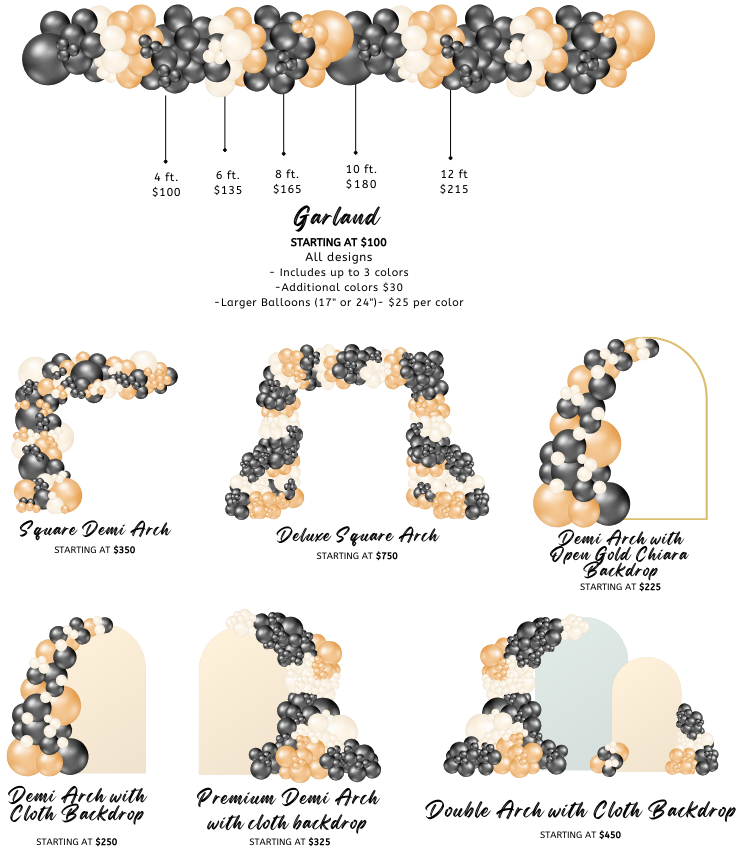 4 ft.
$100
6 ft.
$135
8 ft.
$165
10 ft.
$180
12 ft
$215
Garland
STARTING AT $100
All designs
- Includes up to 3 colors
-Additional colors $30
-Larger Balloons (17" or 24")- $25 per color
Square Demi Arch
STARTING AT $350
Deluxe Square Arch
STARTING AT $750
Demi Arch with
Open Gold Chiara
Backdrop
STARTING AT $225
Demi Arch with
Cloth Backdrop
STARTING AT $250
Premium Demi Arch
with cloth backdrop
STARTING AT $325
Double Arch with Cloth Backdrop
STARTING AT $450